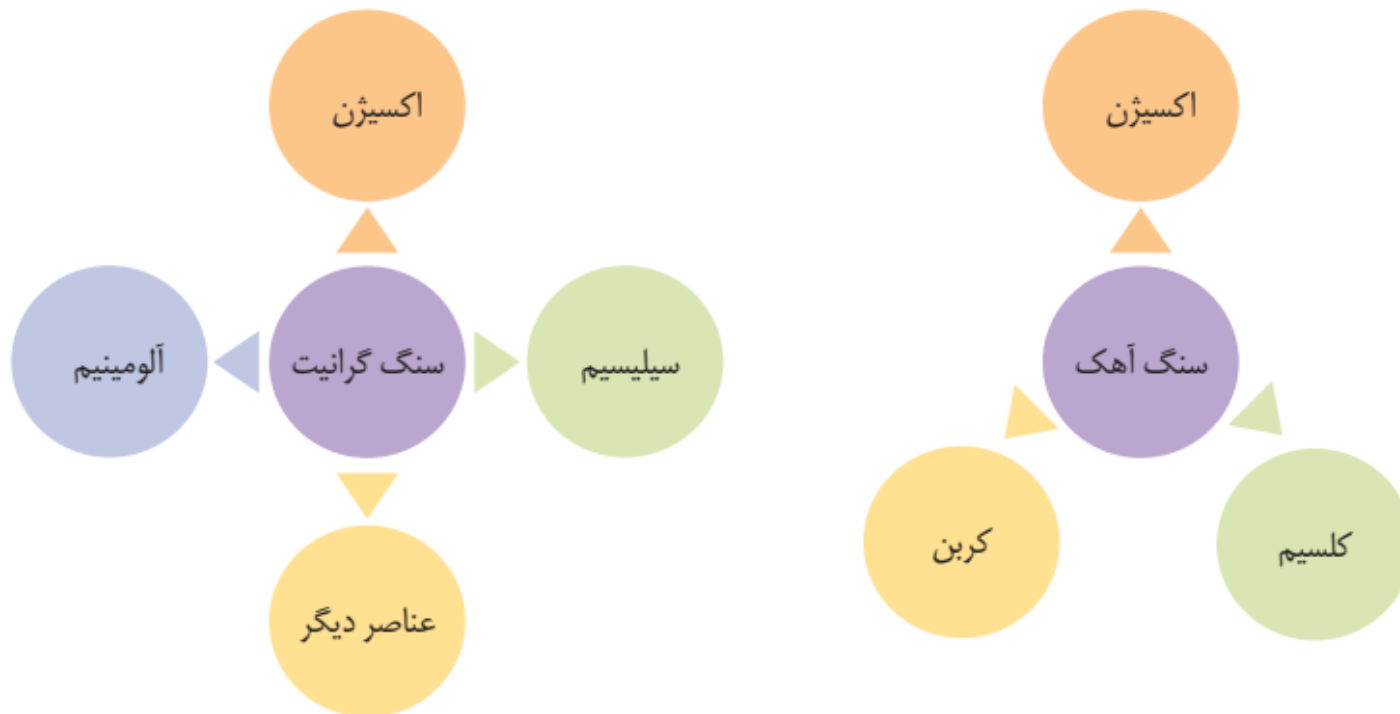 اکسیژن
سنگ آهک
کلسیم
کربن
اکسیژن
سیلیسیم
سنگ گرانیت
آلومینیم
عناصر دیگر